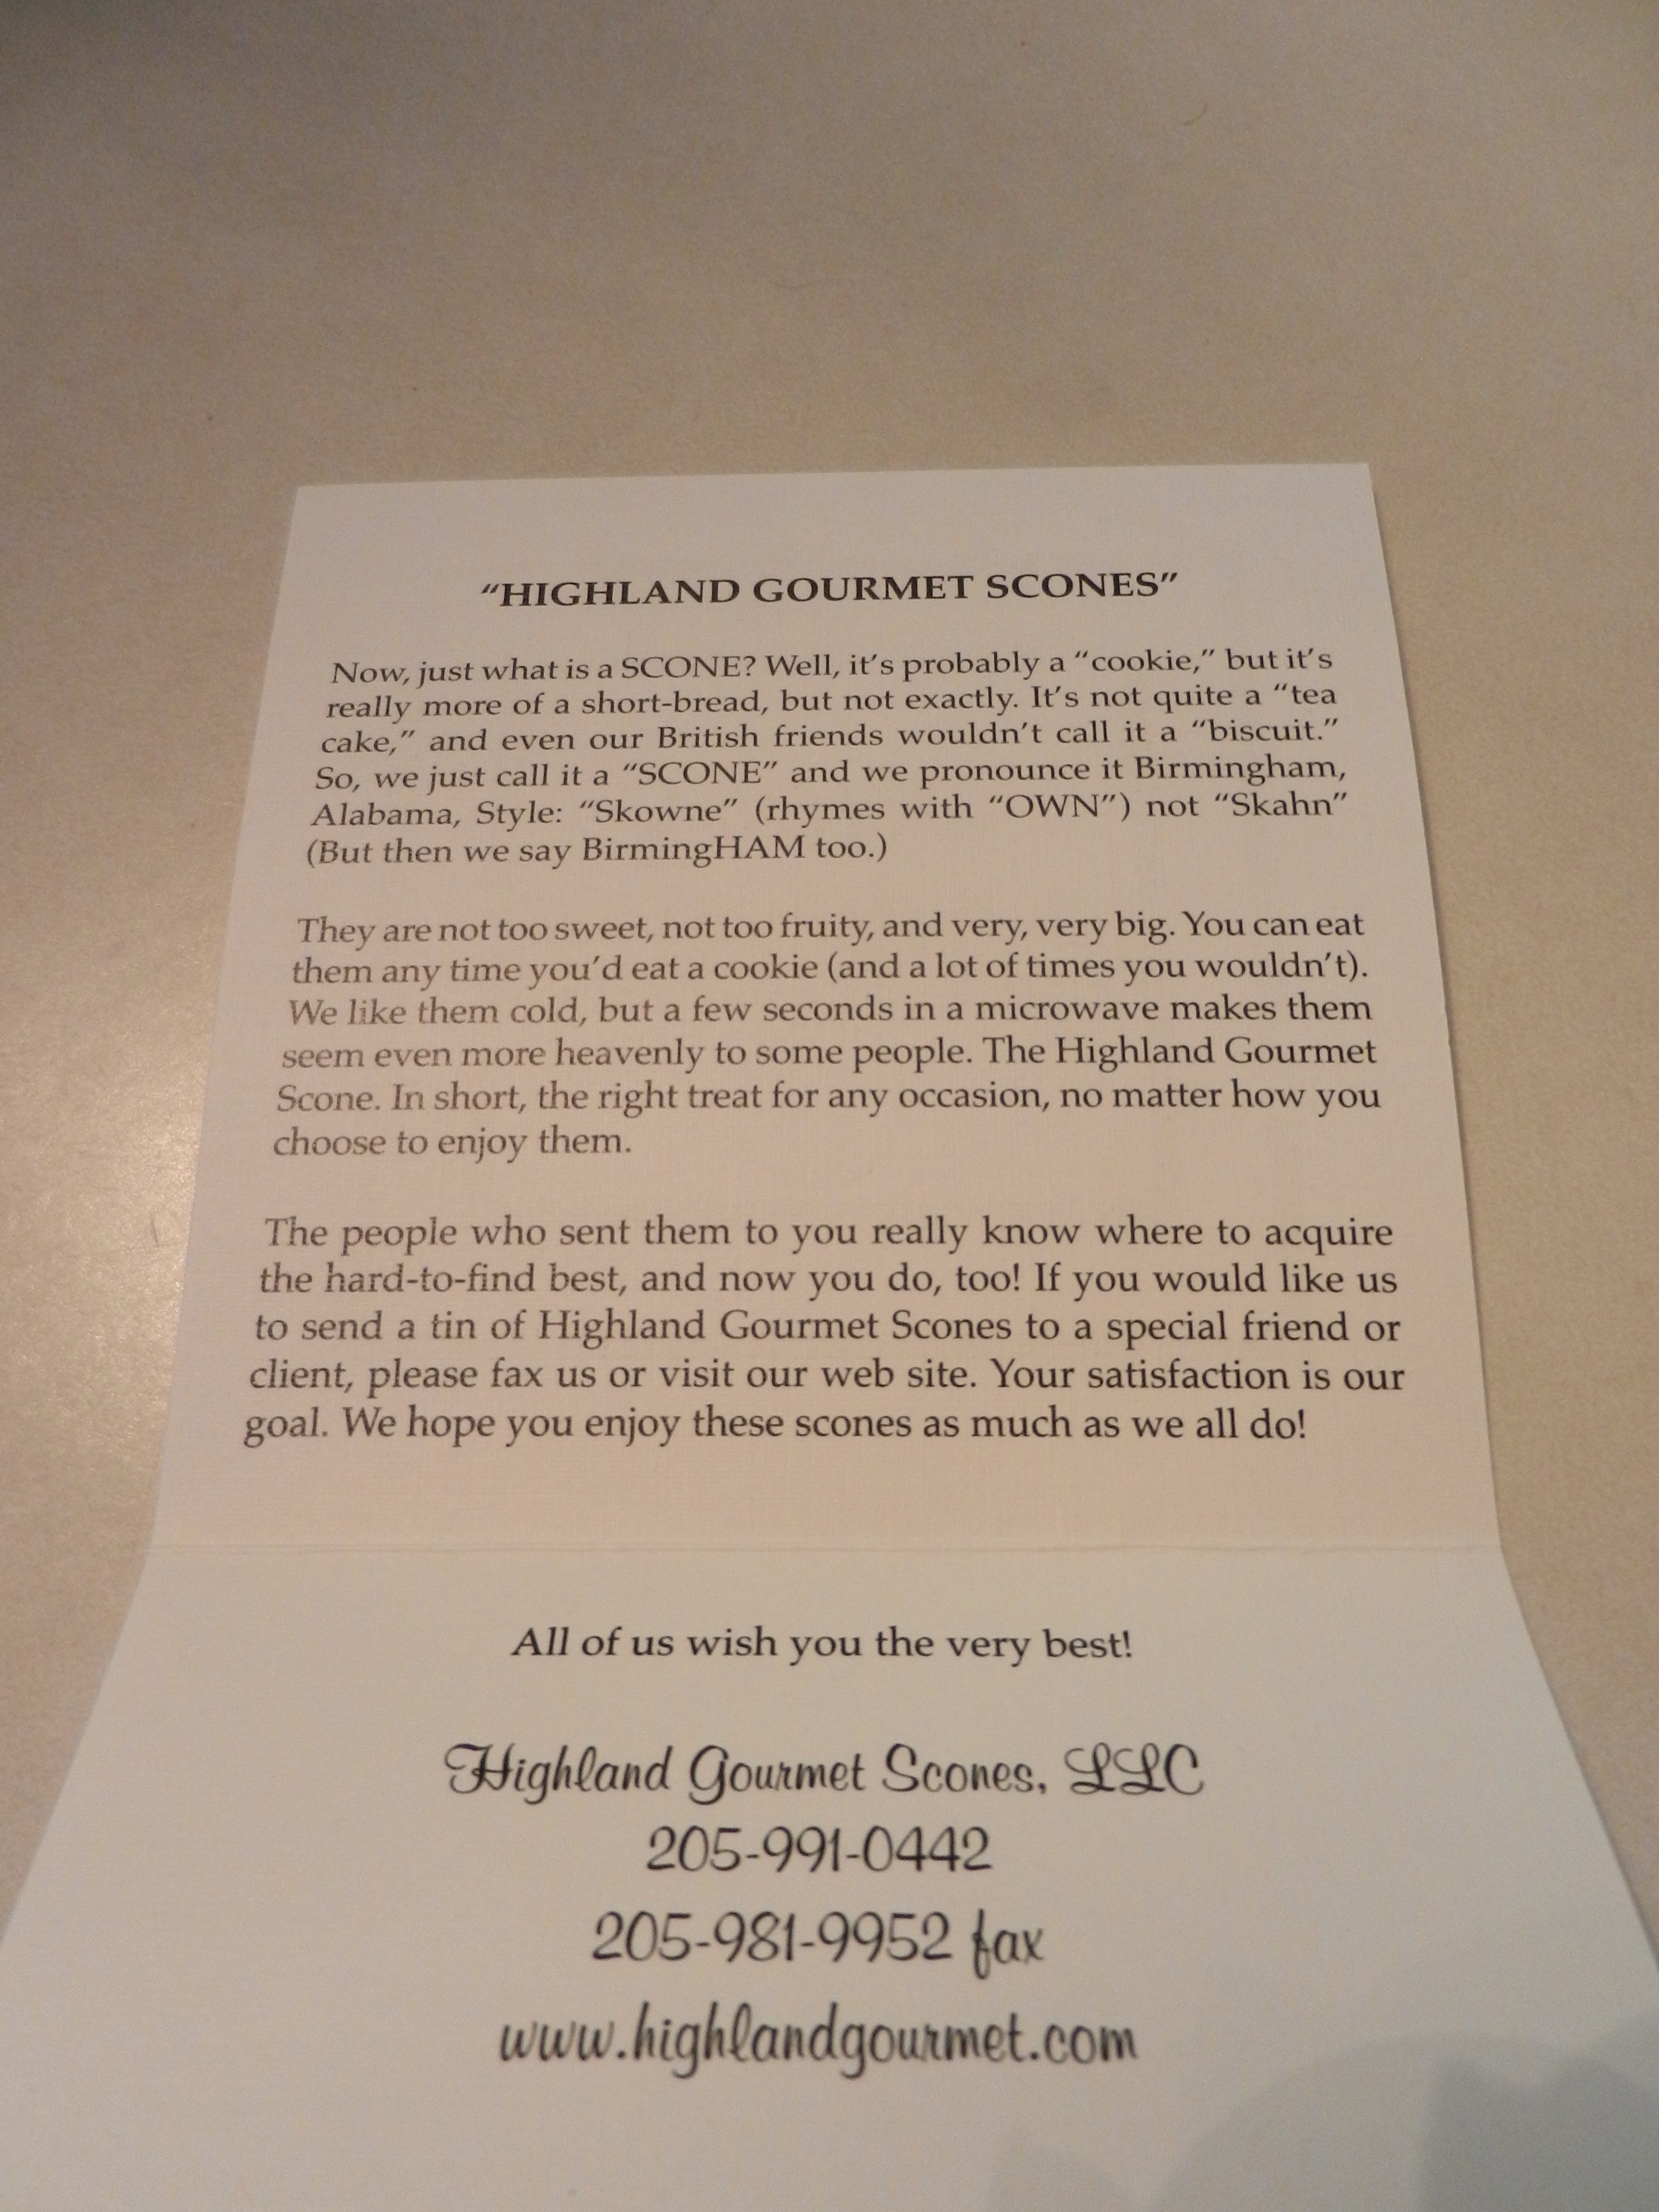 “HIGHLAND GOURMET SCONES”
Now, just what is a SCONE? Well, it’s probably a “cookie,” but it’s
really more of a short-bread, but not exactly. It’s not quite a “tea
cake,” and even our British friends wouldn’t call it a “biscuit.”
So, we just call it a “SCONE” and we pronounce it Birmingham,
Alabama, Style: “Skowne” (rhymes with “OWN”) not “Skahn”
(But then we say BirmingHAM too.)
They are not too sweet, not too fruity, and very, very big. You can eat
them any time you’d eat a cookie (and a lot of times you wouldn’t).
We like them cold, but a few seconds in a microwave makes them
seem even more heavenly to some people. The Highland Gourmet
Scone. In short, the right treat for any occasion, no matter how you
choose to enjoy them.
The people who sent them to you really know where to acquire
the hard-to-find best, and now you do, too! If you would like us
to send a tin of Highland Gourmet Scones to a special friend or
client, please fax us or visit our web site. Your satisfaction is our
goal. We hope you enjoy these scones as much as we all do!
All of us wish you the very best!
Highland Gourmet Scones, LLC
205-991-0442
205-981-9952 fax
www.highlandgourmet.com